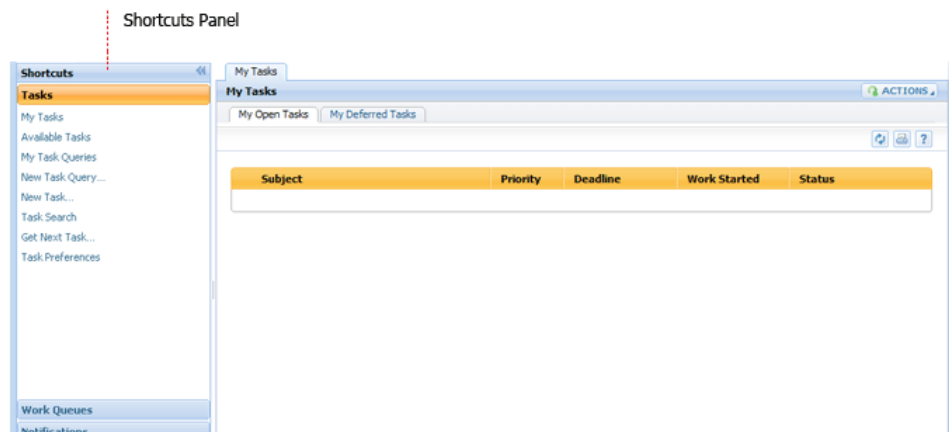 Shortcuts Panel
Shortcuts
Tasks
My Tasks
Available Tasks
My Task Queries
New Task Query...
New Task...
Task Search
Get Next Task...
Task Preferences
Work Queues
Notifications
My Tasks
My Tasks
ACTIONS
My Open Tasks
My Deferred Tasks
?
Subject Priority Deadline Work Started Status